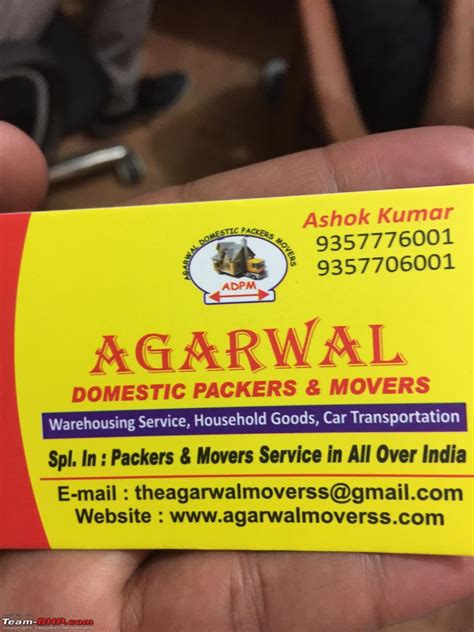 Ashok Kumar
9357776001
9357706001
AGARWAL DOMESTIC PACKERS MOVERS
ADPM
AGARWAL
DOMESTIC PACKERS & MOVERS
Warehousing Service, Household Goods, Car Transportation
Spl. In : Packers & Movers Service in All Over India
E-mail : theagarwalmoverss@gmail.com
Website : www.agarwalmoverss.com
Team-BHP.com